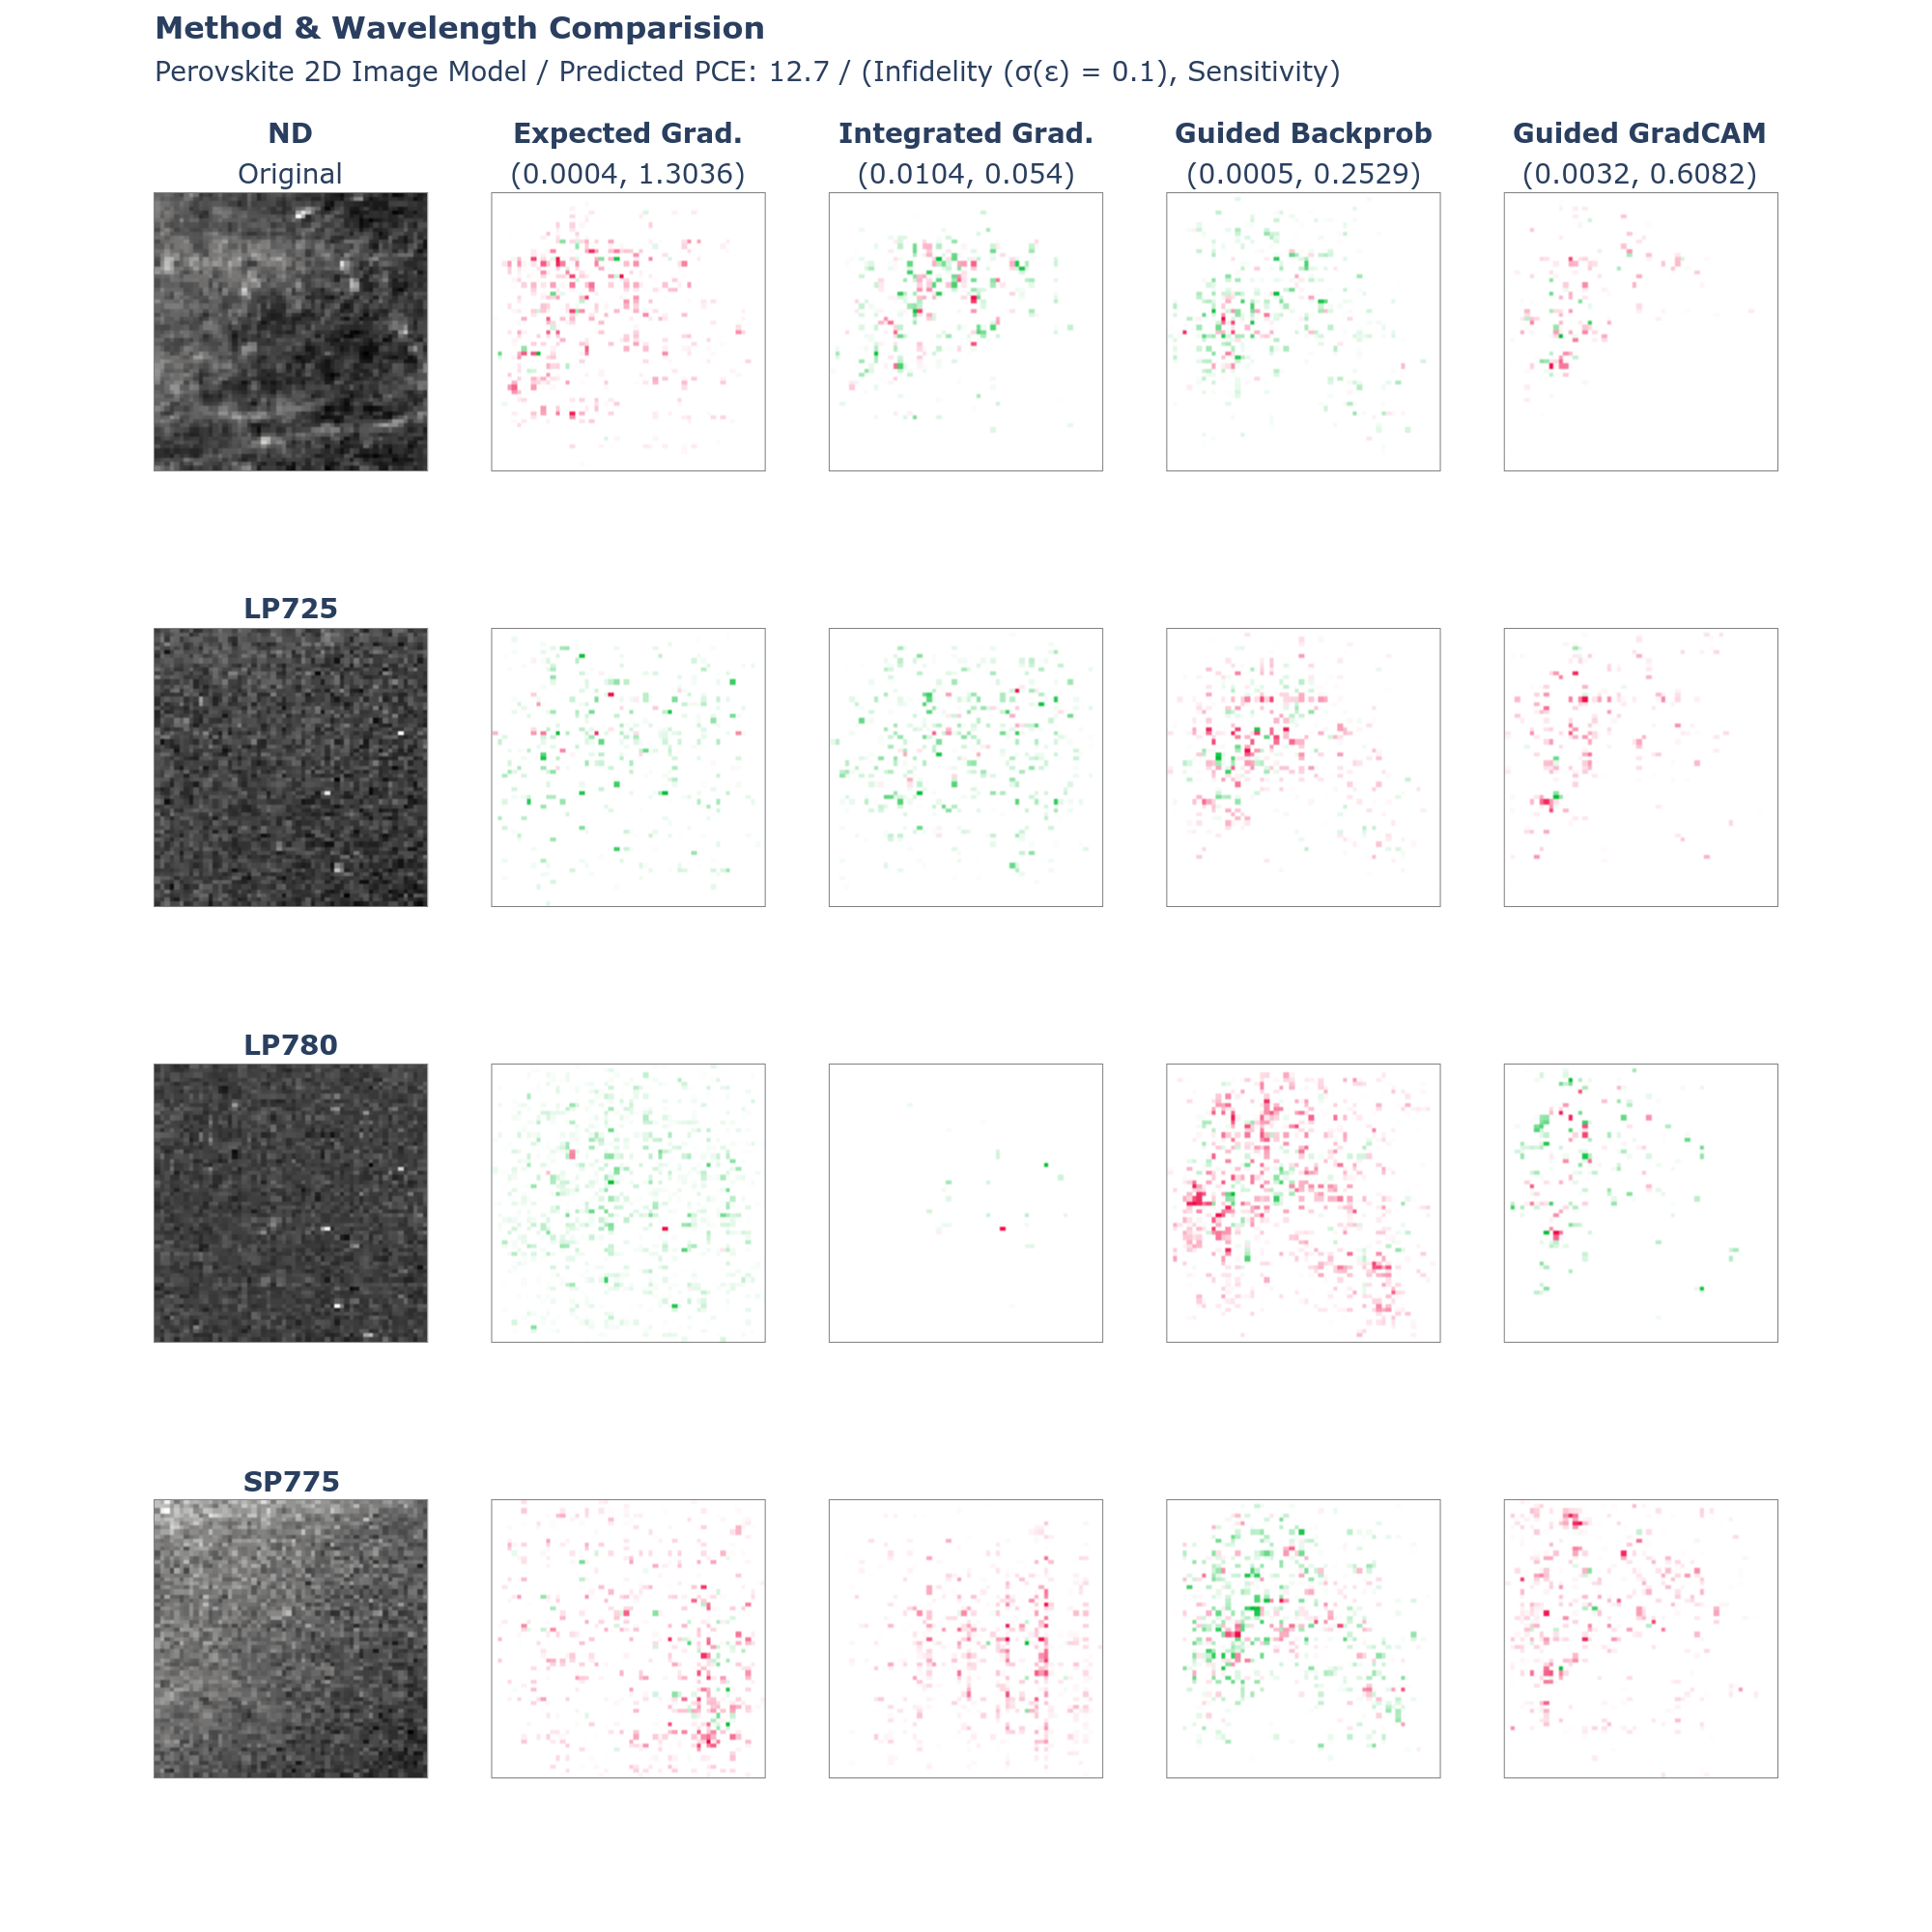 Method & Wavelength Comparision
Perovskite 2D Image Model / Predicted PCE: 12.7 / (Infidelity (σ(ε) = 0.1), Sensitivity)
ND
Original
Expected Grad.
(0.0004, 1.3036)
Integrated Grad.
(0.0104, 0.054)
Guided Backprob
(0.0005, 0.2529)
Guided GradCAM
(0.0032, 0.6082)
LP725
LP780
SP775